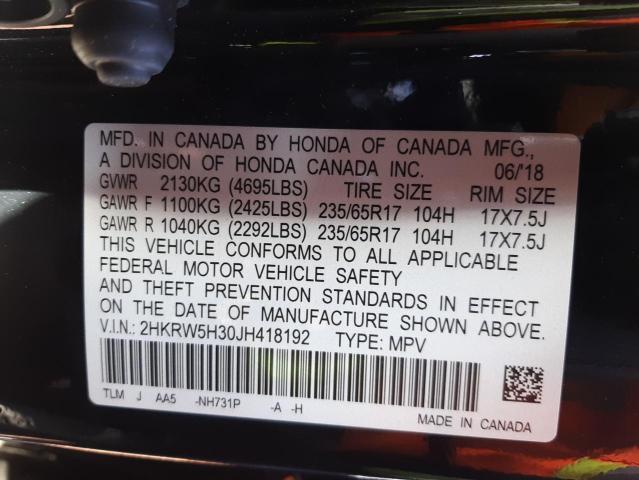 MFD. IN CANADA BY HONDA OF CANADA MFG.,
A DIVISION OF HONDA CANADA INC. 06/'18
GVWR 2130KG (4695LBS) TIRE SIZE RIM SIZE
GAWR F 1100KG (2425LBS) 235/65R17 104H 17X7.5J
GAWR R 1040KG (2292LBS) 235/65R17 104H 17X7.5J
THIS VEHICLE CONFORMS TO ALL APPLICABLE
FEDERAL MOTOR VEHICLE SAFETY
AND THEFT PREVENTION STANDARDS IN EFFECT
ON THE DATE OF MANUFACTURE SHOWN ABOVE.
V.I.N.: 2HKRW5H30JH418192 TYPE: MPV
TLM J AA5 -NH731P -A -H
MADE IN CANADA